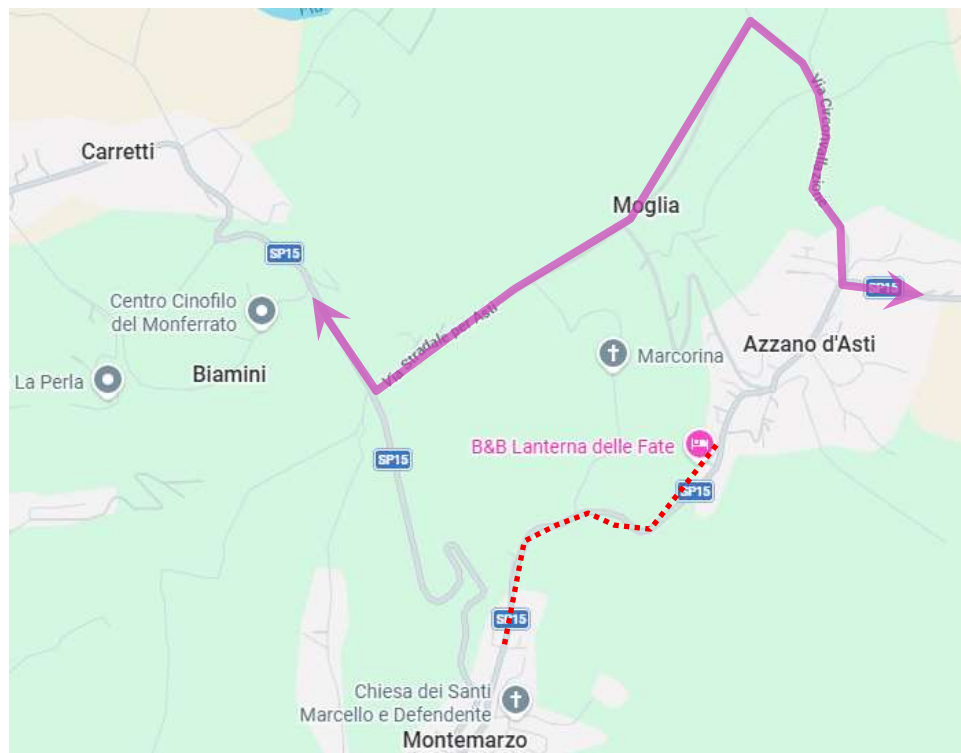 Carretti
Moglia
Via Circonvallazione
SP15
SP15
Centro Cinofilo
del Monferrato
Via Stradale per Asti
Azzano d'Asti
Marcorina
La Perla
Biamini
B&B Lanterna delle Fate
SP15
SP15
SP15
Chiesa dei Santi
Marcello e Defendente
Montemarzo